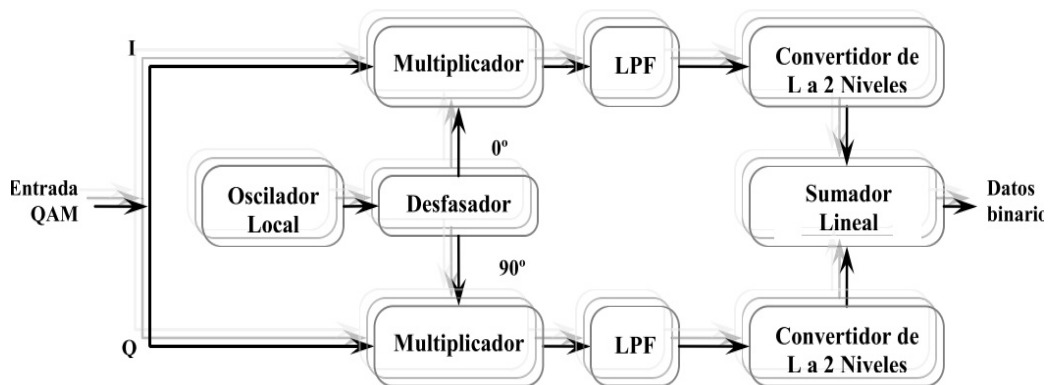 I
Multiplicador
LPF
Convertidor de
L a 2 Niveles
0º
Entrada
QAM
Oscilador
Local
Desfasador
Sumador
Lineal
Datos
binario
90º
Q
Multiplicador
LPF
Convertidor de
L a 2 Niveles